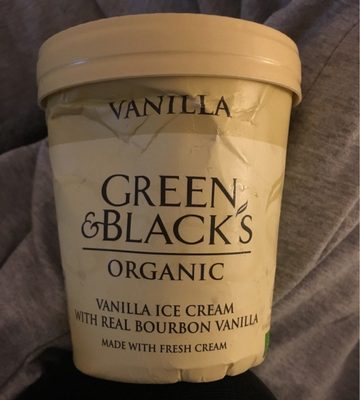 VANILLA
GREEN
&BLACK'S
ORGANIC
VANILLA ICE CREAM
WITH REAL BOURBON VANILLA
MADE WITH FRESH CREAM